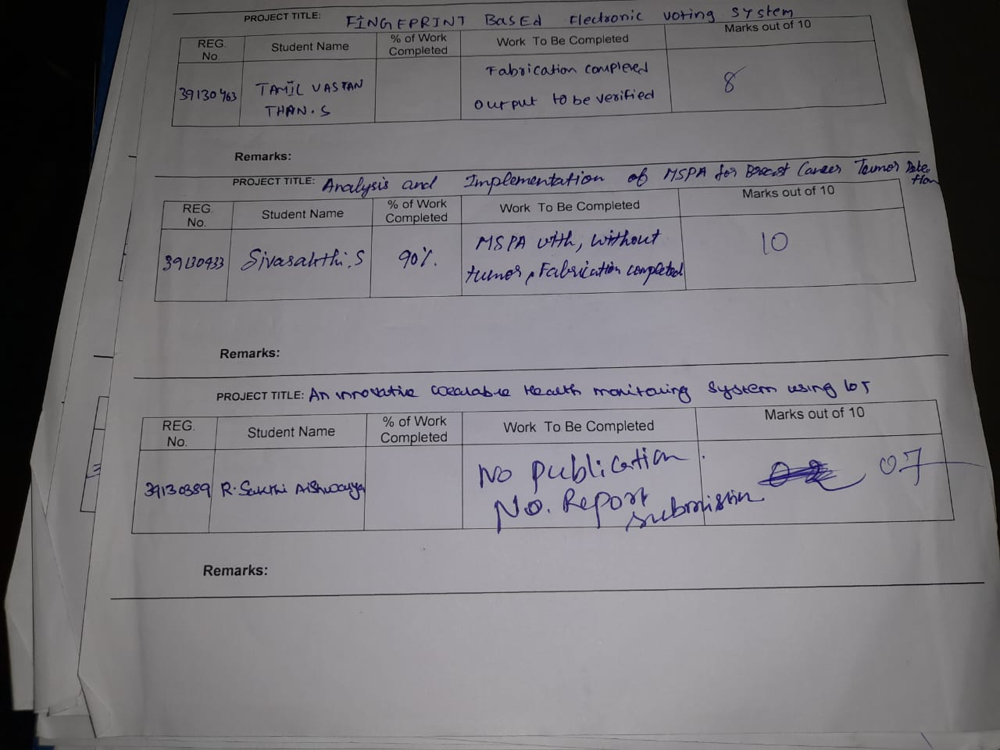 PROJECT TITLE: FINGEPRINT BASEd Electronic voting system
REG. No. Student Name % of Work Completed Work To Be Completed Marks out of 10
39130463 TAMIL VASTAN THAN.S Fabrication completed output to be verified 8
Remarks:
PROJECT TITLE: Analysis and Implementation of MSPA for Breast Cancer Tumor Detection
REG. No. Student Name % of Work Completed Work To Be Completed Marks out of 10
39130433 Sivasakthi.S 90%. MSPA with, without tumor, Fabrication completed 10
Remarks:
PROJECT TITLE: An innovative wearable Health monitoring system using IoT
REG. No. Student Name % of Work Completed Work To Be Completed Marks out of 10
39130389 R. Sakthi Aishwarya No publication. No. Report submission 07
Remarks: